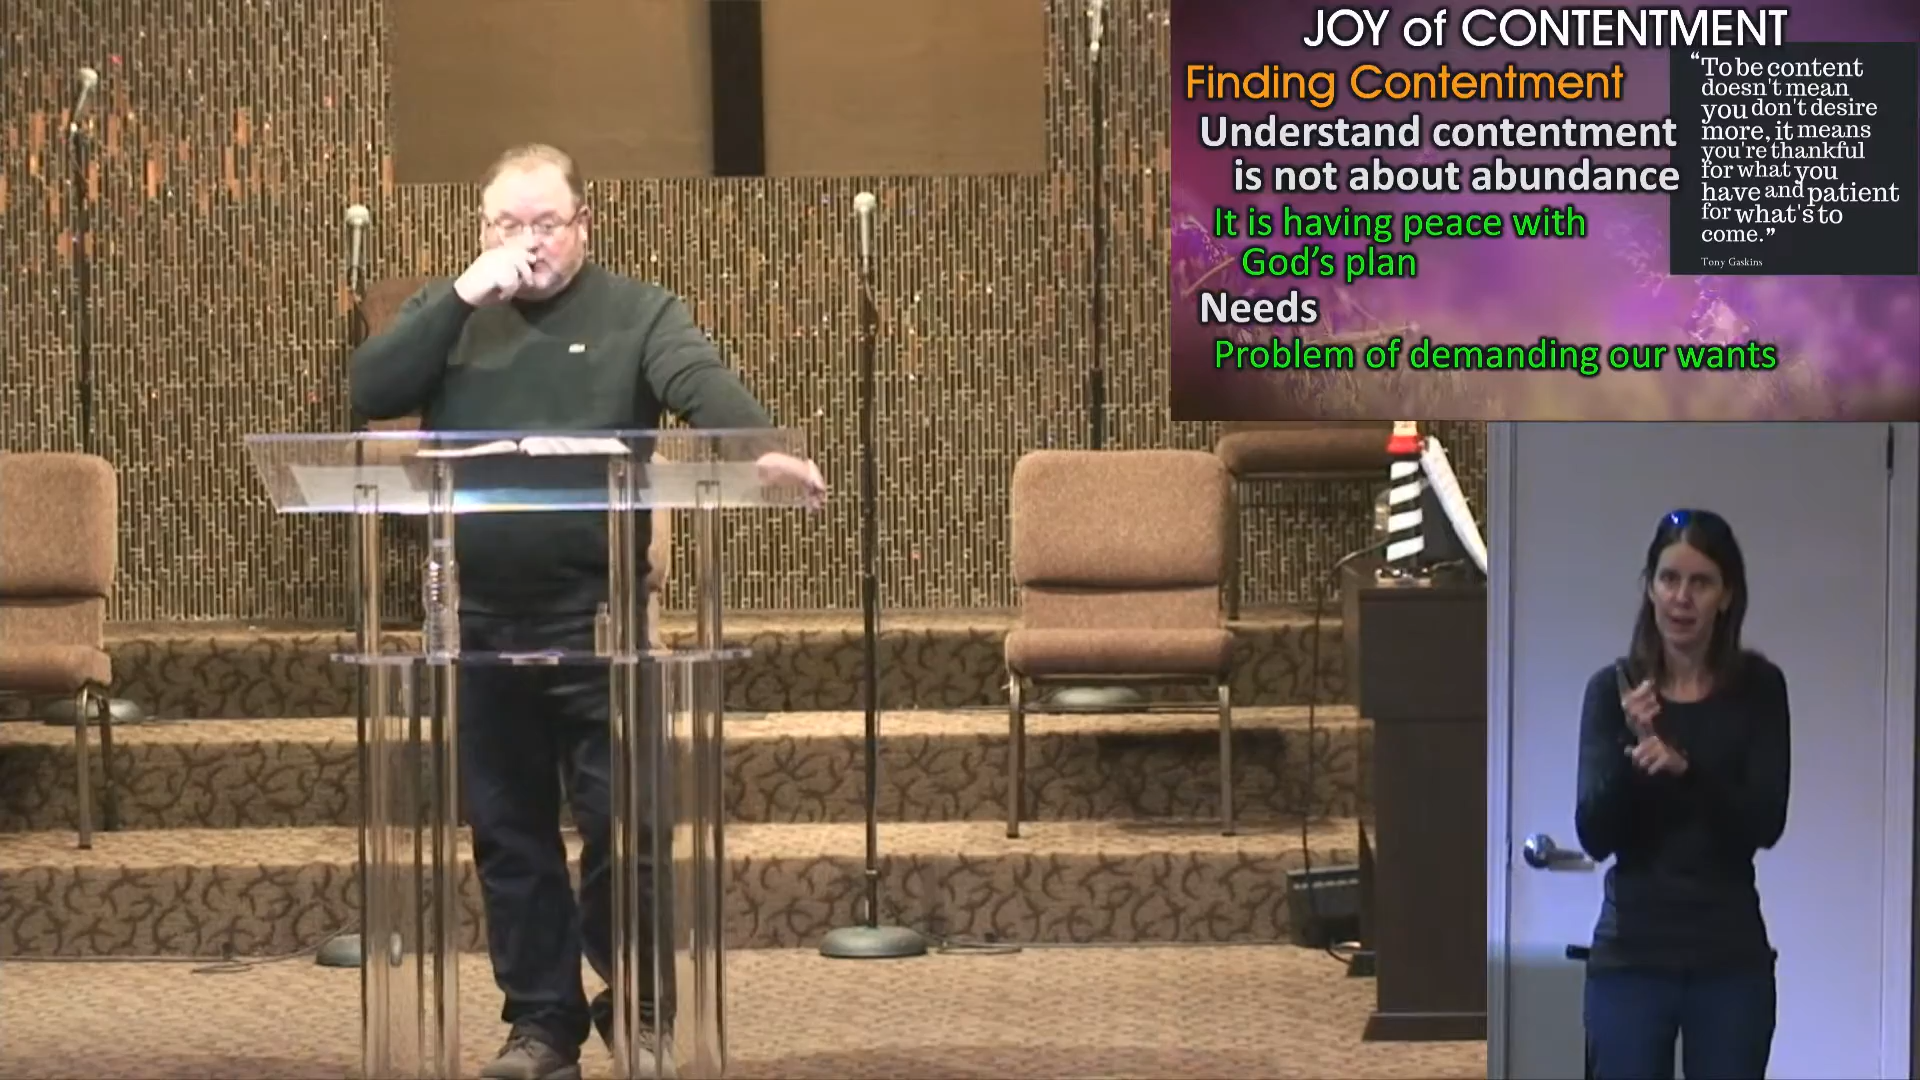 JOY of CONTENTMENT
Finding Contentment
Understand contentment
is not about abundance
It is having peace with
God’s plan
Needs
Problem of demanding our wants
“To be content
doesn't mean
you don't desire
more, it means
you're thankful
for what you
have and patient
for what's to
come.”
Tony Gaskins